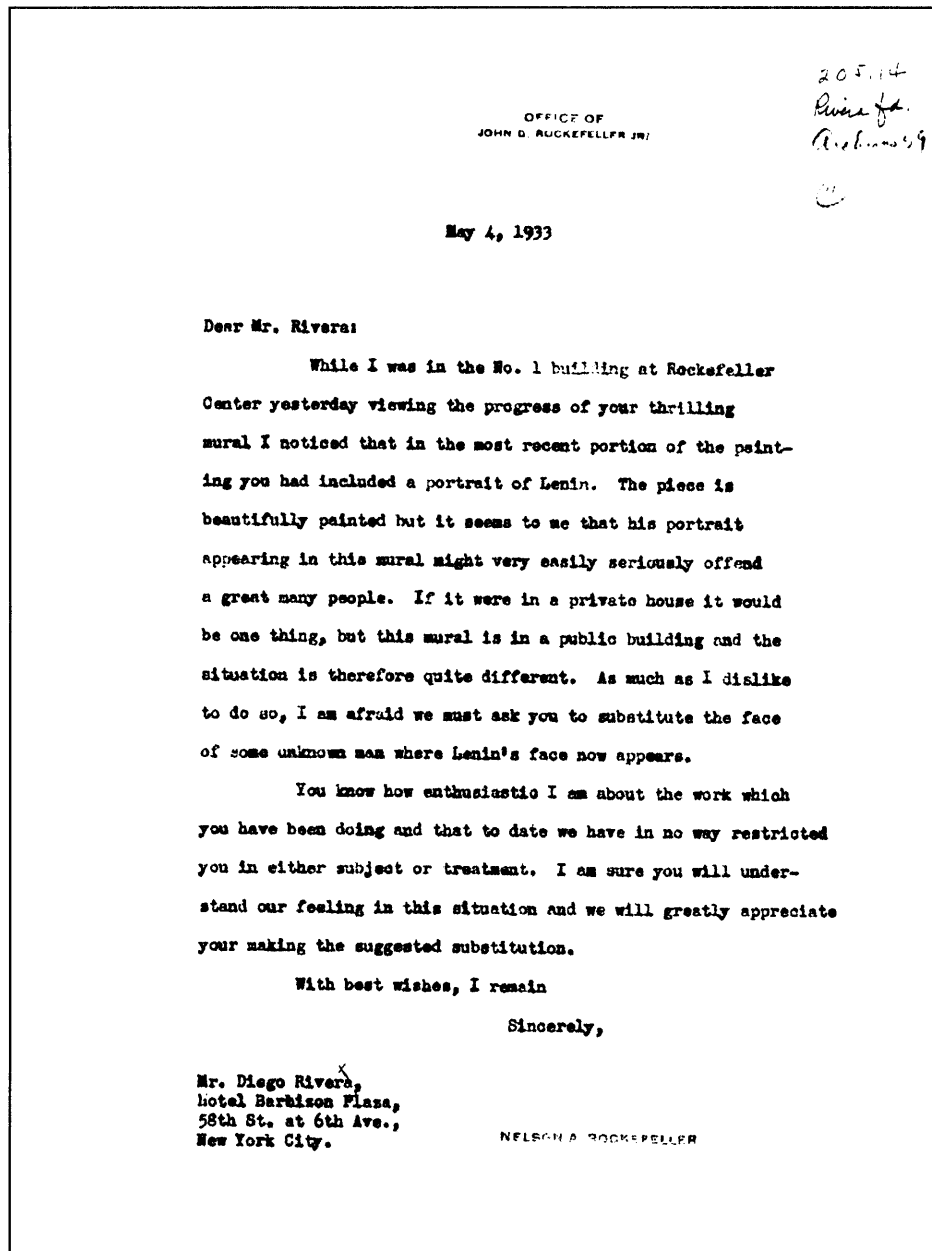 205.14
Rivera fd.
OFFICE OF
JOHN D. ROCKEFELLER JR.
May 4, 1933
Dear Mr. Rivera:
While I was in the No. 1 building at Rockefeller
Center yesterday viewing the progress of your thrilling
mural I noticed that in the most recent portion of the paint-
ing you had included a portrait of Lenin. The piece is
beautifully painted but it seems to me that his portrait
appearing in this mural might very easily seriously offend
a great many people. If it were in a private house it would
be one thing, but this mural is in a public building and the
situation is therefore quite different. As much as I dislike
to do so, I am afraid we must ask you to substitute the face
of some unknown man where Lenin's face now appears.
You know how enthusiastic I am about the work which
you have been doing and that to date we have in no way restricted
you in either subject or treatment. I am sure you will under-
stand our feeling in this situation and we will greatly appreciate
your making the suggested substitution.
With best wishes, I remain
Sincerely,
Mr. Diego Rivera,
Hotel Barbison Plaza,
58th St. at 6th Ave.,
New York City.
NELSON A. ROCKEFELLER